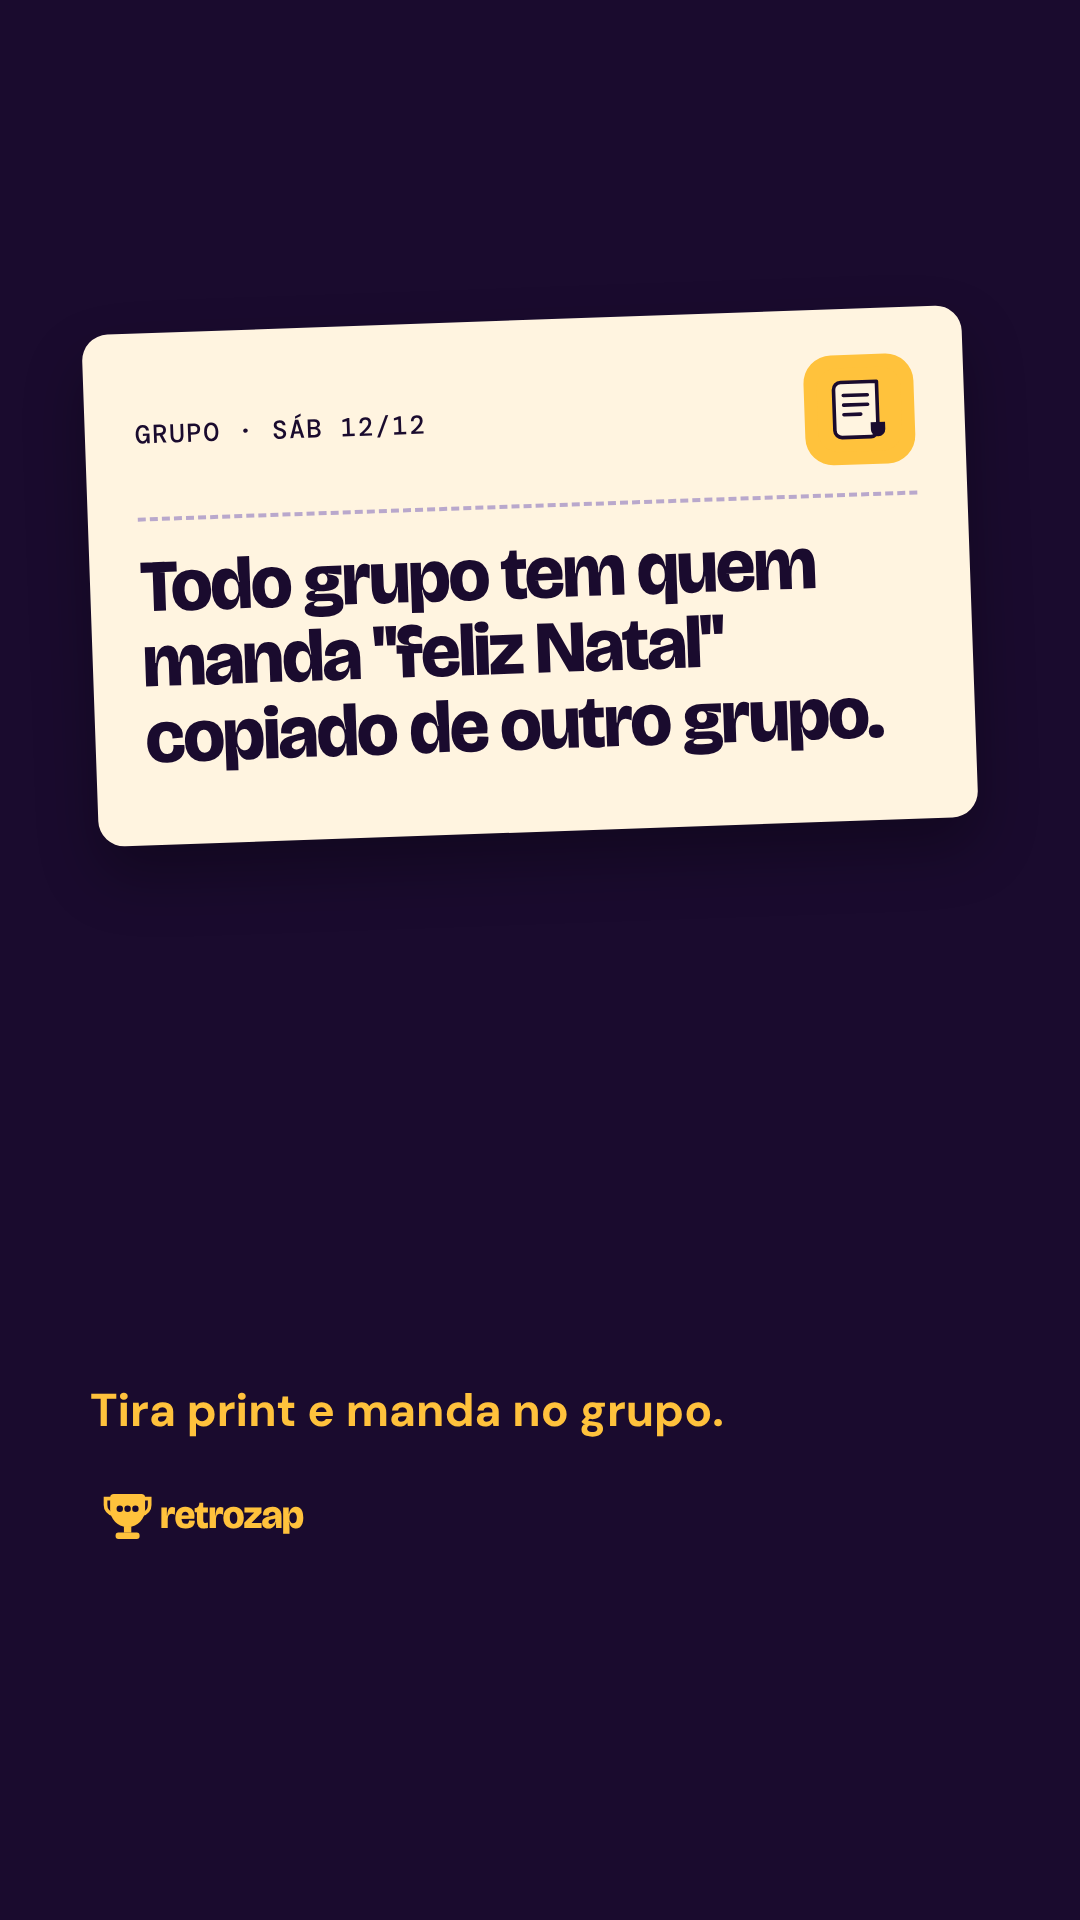 GRUPO · SÁB 12/12
Todo grupo tem quem
manda "feliz Natal"
copiado de outro grupo.
Tira print e manda no grupo.
retrozap